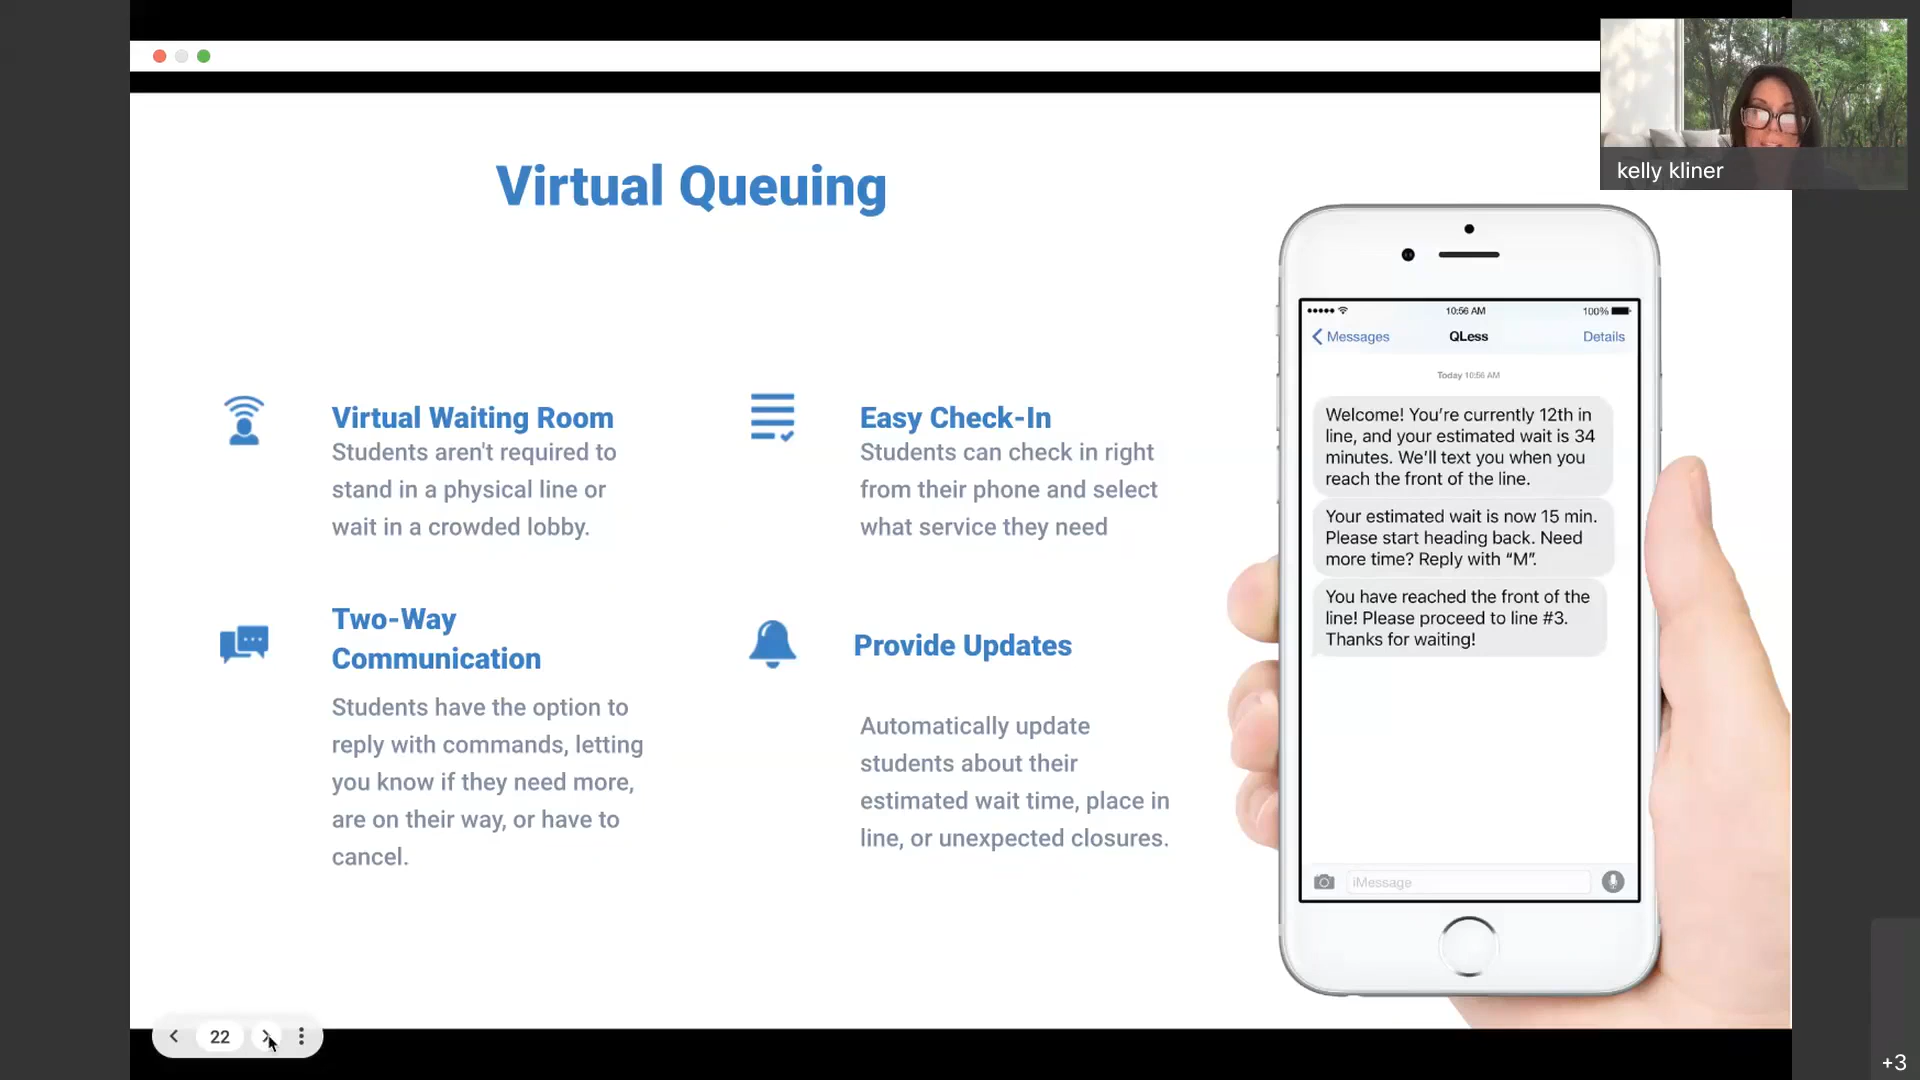 kelly kliner
Virtual Queuing
Virtual Waiting Room
Students aren't required to
stand in a physical line or
wait in a crowded lobby.
Easy Check-In
Students can check in right
from their phone and select
what service they need
Two-Way
Communication
Students have the option to
reply with commands, letting
you know if they need more,
are on their way, or have to
cancel.
Provide Updates
Automatically update
students about their
estimated wait time, place in
line, or unexpected closures.
10:56 AM
100%
Messages
QLess
Details
Today 10:56 AM
Welcome! You’re currently 12th in
line, and your estimated wait is 34
minutes. We’ll text you when you
reach the front of the line.
Your estimated wait is now 15 min.
Please start heading back. Need
more time? Reply with “M”.
You have reached the front of the
line! Please proceed to line #3.
Thanks for waiting!
iMessage
22
+3